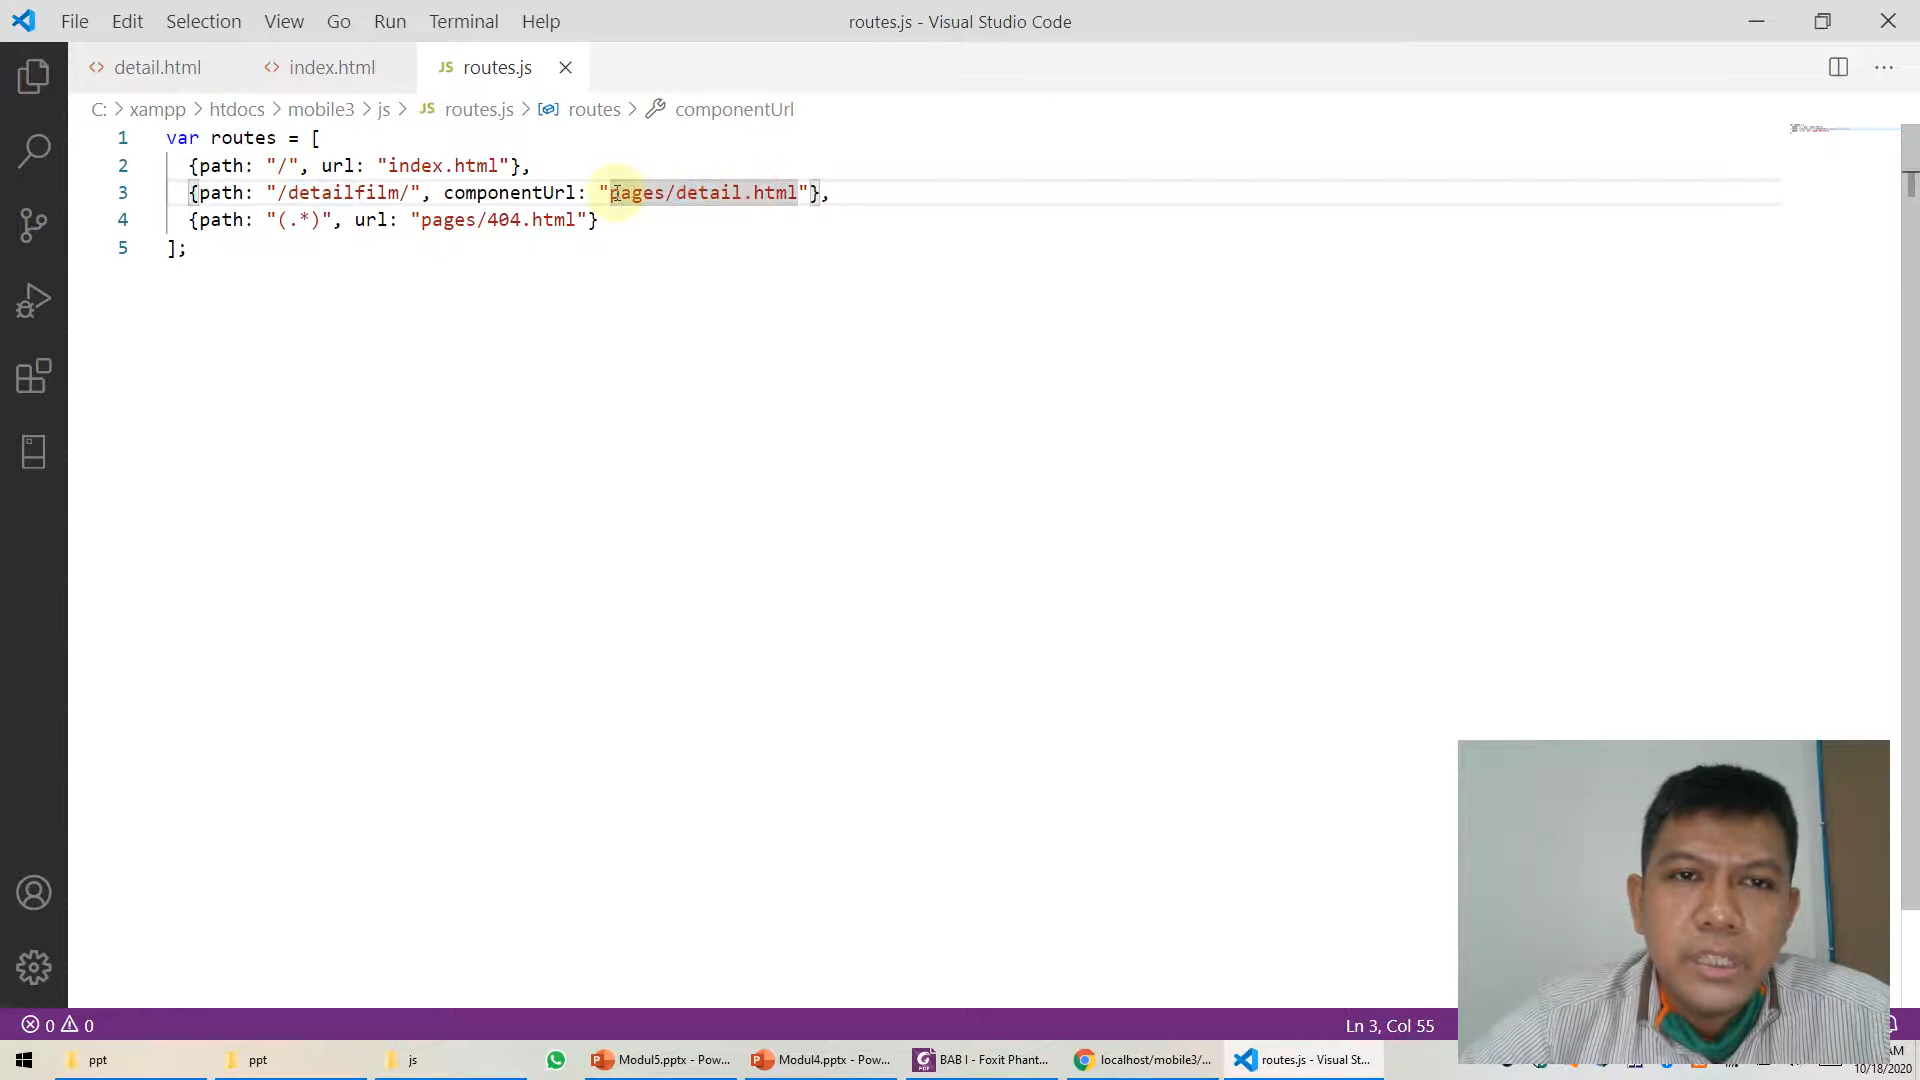 File Edit Selection View Go Run Terminal Help
routes.js - Visual Studio Code
detail.html
index.html
JS routes.js
C: > xampp > htdocs > mobile3 > js > JS routes.js > routes > componentUrl
1 var routes = [
2 {path: "/", url: "index.html"},
3 {path: "/detailfilm/", componentUrl: "pages/detail.html"},
4 {path: "(.*)", url: "pages/404.html"}
5 ];
0 0
Ln 3, Col 55
ppt
ppt
js
Modul5.pptx - Pow...
Modul4.pptx - Pow...
BAB I - Foxit Phant...
localhost/mobile3/...
routes.js - Visual St...
AM
10/18/2020